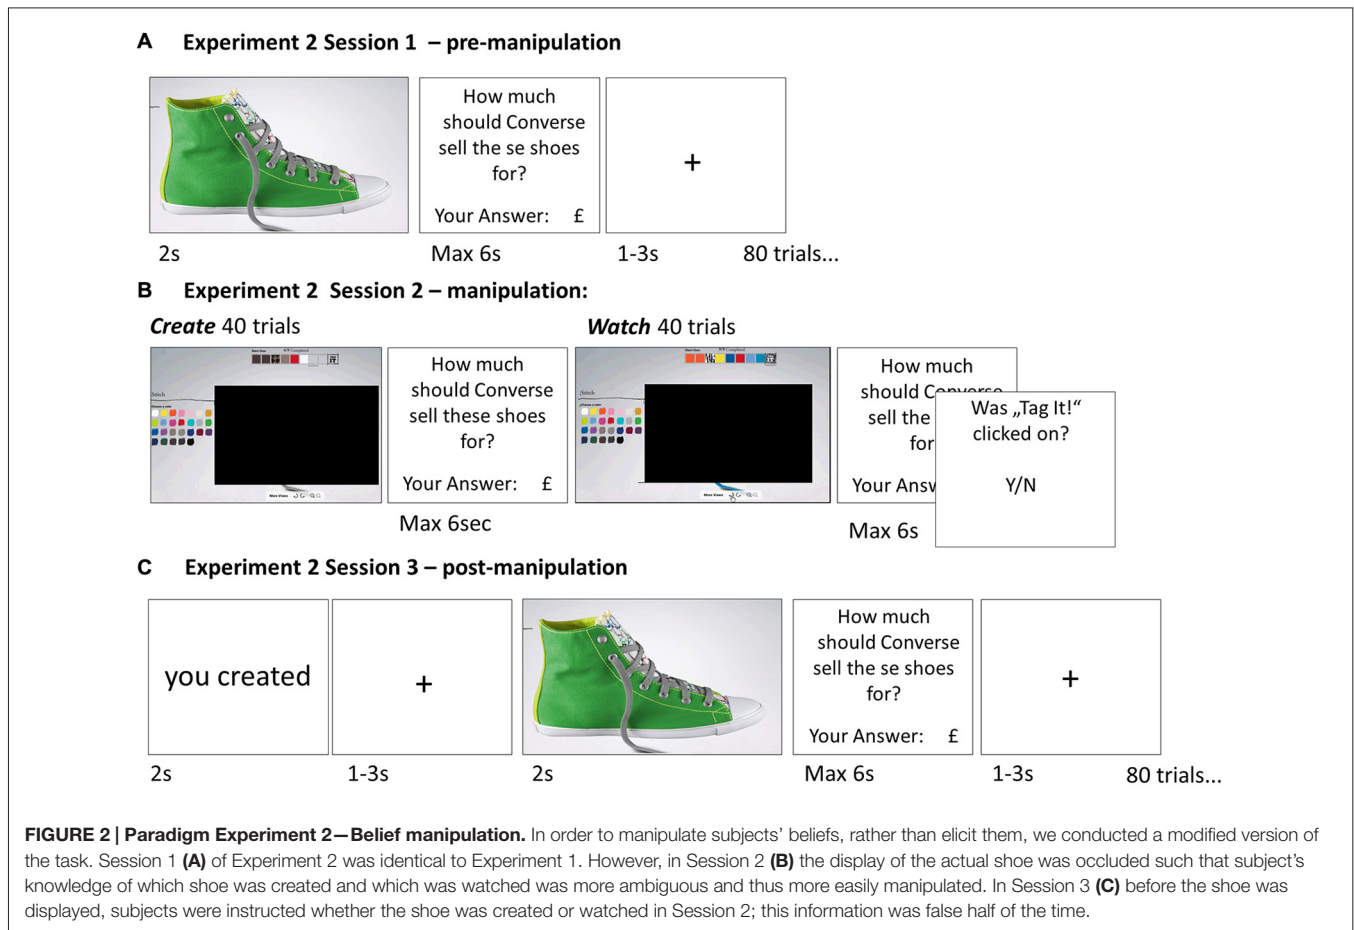 A Experiment 2 Session 1 – pre-manipulation
How much
should Converse
sell the se shoes
for?
Your Answer: £
+
2s
Max 6s
1-3s
80 trials...
B Experiment 2 Session 2 – manipulation:
Create 40 trials
Watch 40 trials
Stitch
How much
should Converse
sell these shoes
for?
Your Answer: £
Max 6sec
More Views
Stitch
More Views
How much
should Converse
sell the
for
Your Answ
Max 6s
Was „Tag It!“
clicked on?
Y/N
C Experiment 2 Session 3 – post-manipulation
you created
+
How much
should Converse
sell the se shoes
for?
Your Answer: £
+
2s
1-3s
2s
Max 6s
1-3s
80 trials...
FIGURE 2 | Paradigm Experiment 2—Belief manipulation. In order to manipulate subjects’ beliefs, rather than elicit them, we conducted a modified version of
the task. Session 1 (A) of Experiment 2 was identical to Experiment 1. However, in Session 2 (B) the display of the actual shoe was occluded such that subject’s
knowledge of which shoe was created and which was watched was more ambiguous and thus more easily manipulated. In Session 3 (C) before the shoe was
displayed, subjects were instructed whether the shoe was created or watched in Session 2; this information was false half of the time.